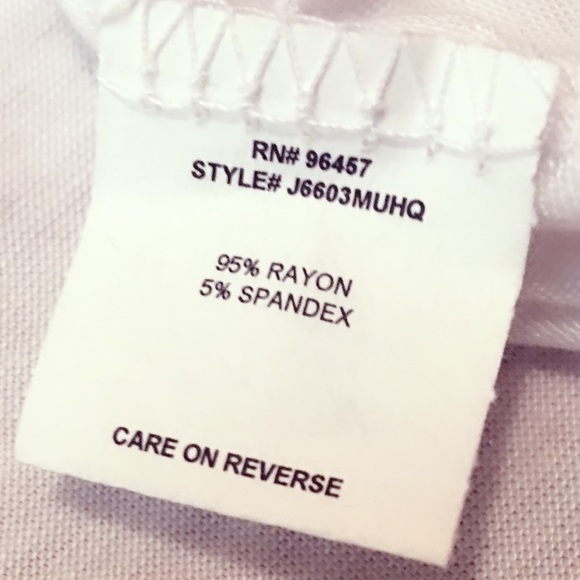 RN# 96457
STYLE# J6603MUHQ
95% RAYON
5% SPANDEX
CARE ON REVERSE